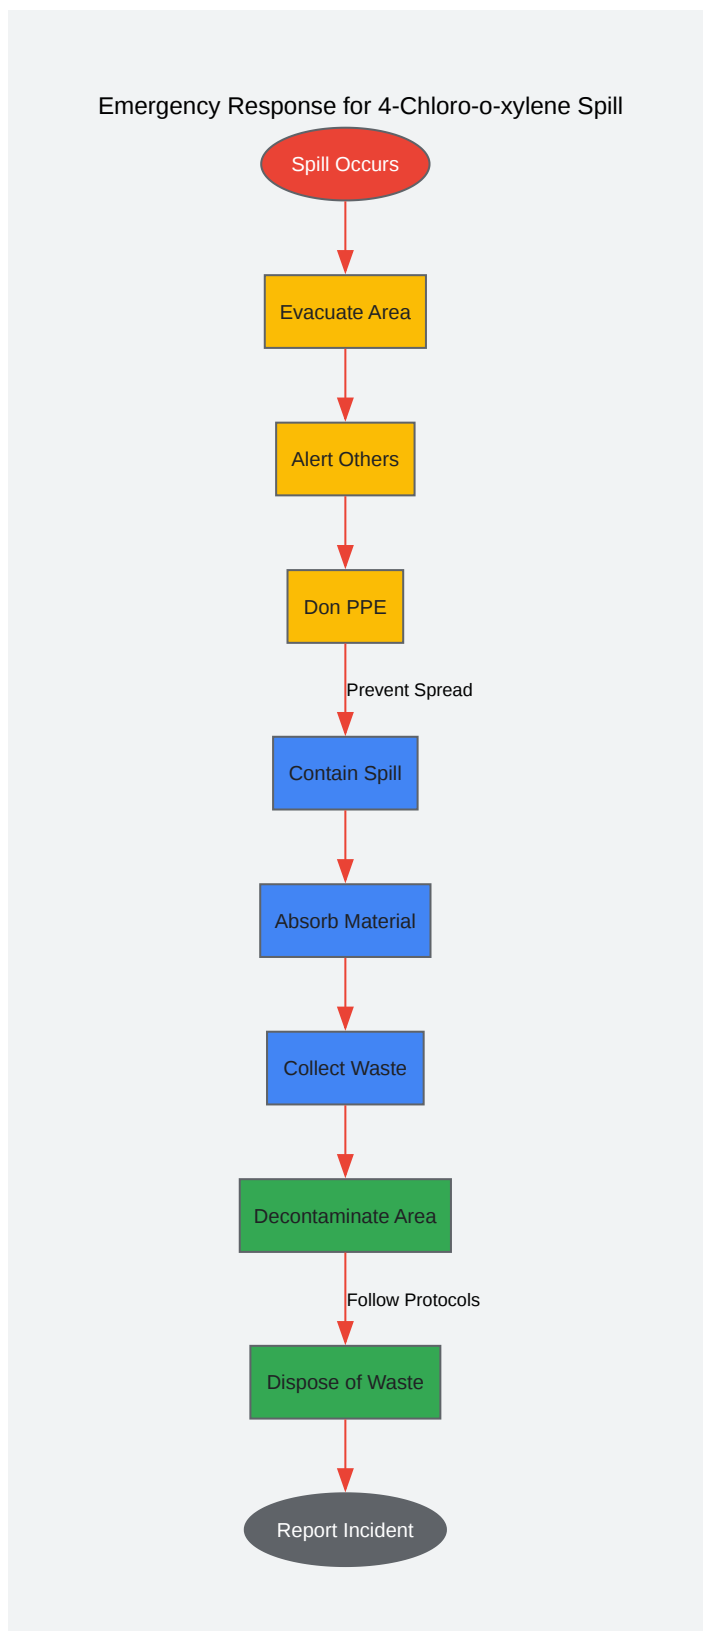 Emergency Response for 4-Chloro-o-xylene Spill
Spill Occurs
Evacuate Area
Alert Others
Don PPE
Prevent Spread
Contain Spill
Absorb Material
Collect Waste
Decontaminate Area
Follow Protocols
Dispose of Waste
Report Incident